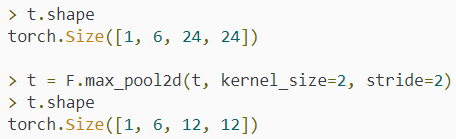 > t.shape
torch.Size([1, 6, 24, 24])
> t = F.max_pool2d(t, kernel_size=2, stride=2)
> t.shape
torch.Size([1, 6, 12, 12])